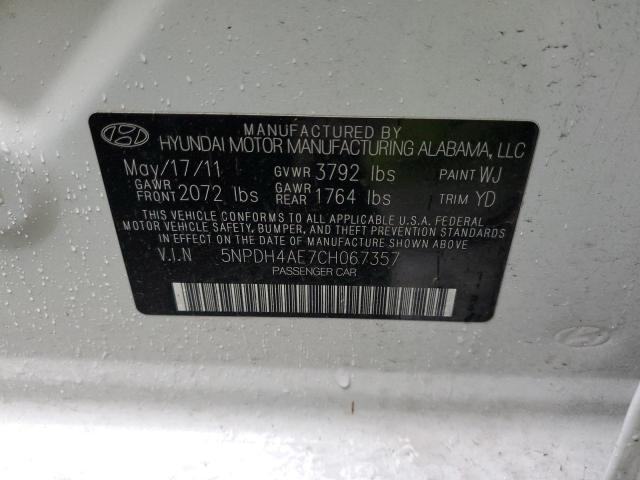 MANUFACTURED BY
HYUNDAI MOTOR MANUFACTURING ALABAMA, LLC
May/17/11 GVWR 3792 lbs PAINT WJ
GAWR FRONT 2072 lbs GAWR REAR 1764 lbs TRIM YD
THIS VEHICLE CONFORMS TO ALL APPLICABLE U.S.A. FEDERAL
MOTOR VEHICLE SAFETY, BUMPER, AND THEFT PREVENTION STANDARDS
IN EFFECT ON THE DATE OF MANUFACTURE SHOWN ABOVE
V.I.N 5NPDH4AE7CH067357
PASSENGER CAR